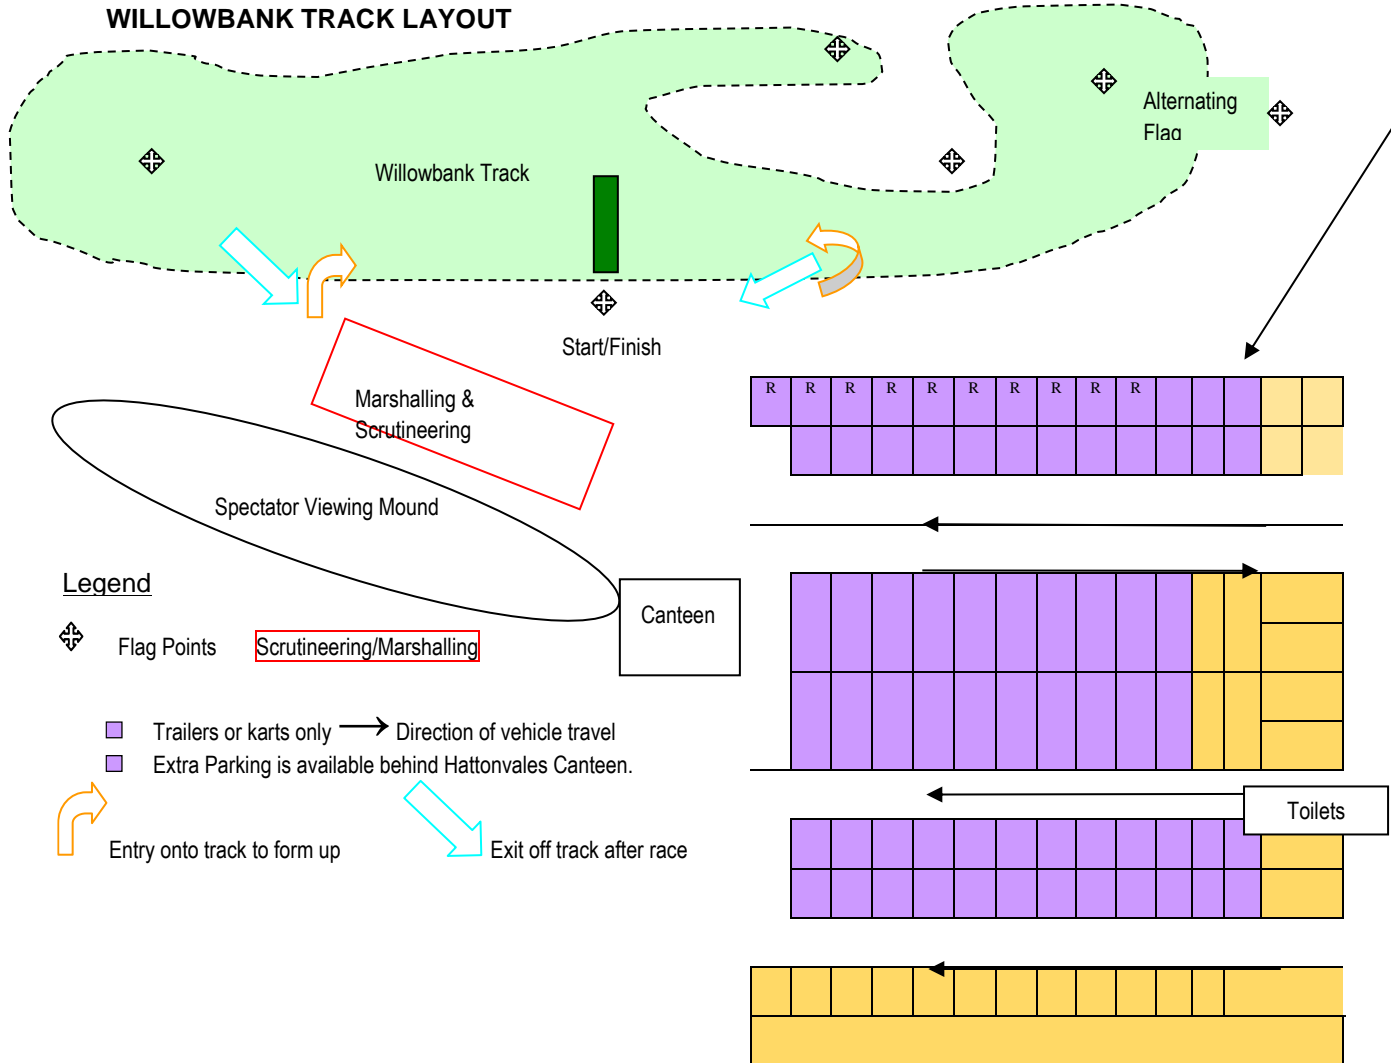 WILLOWBANK TRACK LAYOUT
Alternating
Flag
Willowbank Track
Start/Finish
R R R R R R R R R R
Marshalling &
Scrutineering
Spectator Viewing Mound
Legend
Canteen
Flag Points
Scrutineering/Marshalling
Trailers or karts only
Direction of vehicle travel
Extra Parking is available behind Hattonvales Canteen.
Toilets
Entry onto track to form up
Exit off track after race